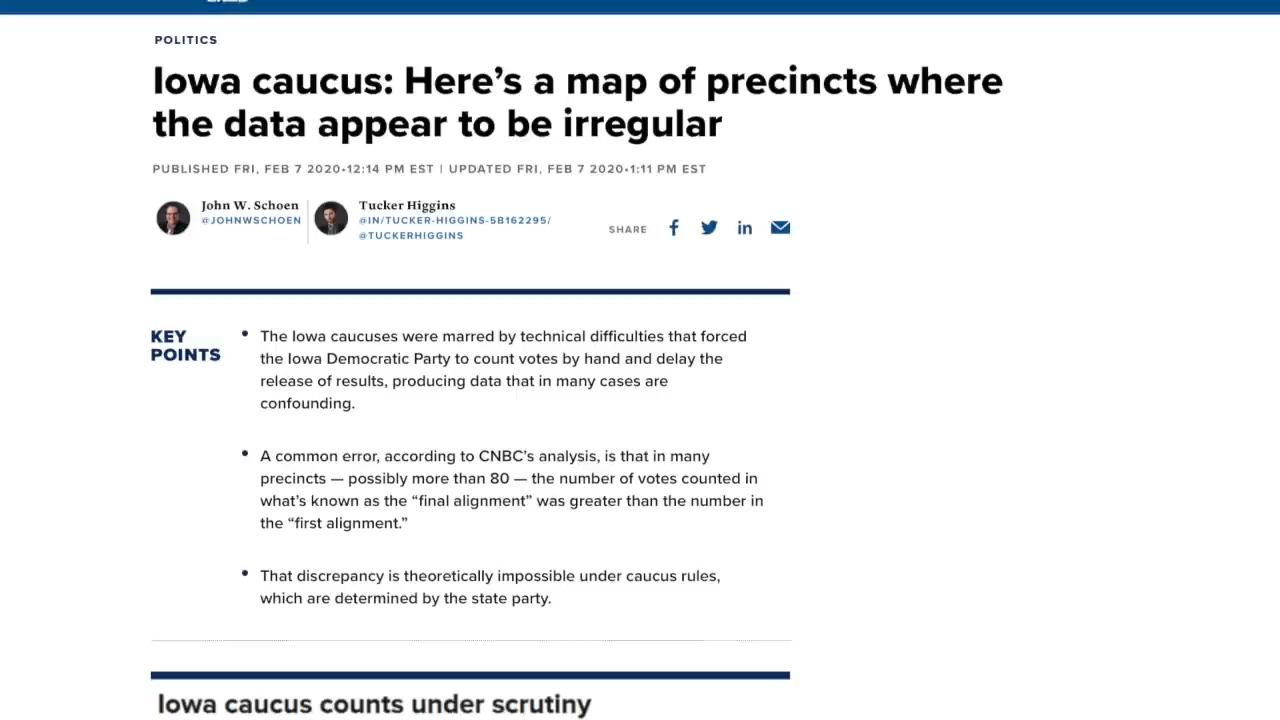 POLITICS
Iowa caucus: Here’s a map of precincts where
the data appear to be irregular
PUBLISHED FRI, FEB 7 2020•12:14 PM EST | UPDATED FRI, FEB 7 2020•1:11 PM EST
John W. Schoen
@JOHNWSCHOEN
Tucker Higgins
@IN/TUCKER-HIGGINS-5B162295/
@TUCKERHIGGINS
SHARE
KEY
POINTS
• The Iowa caucuses were marred by technical difficulties that forced
the Iowa Democratic Party to count votes by hand and delay the
release of results, producing data that in many cases are
confounding.
• A common error, according to CNBC’s analysis, is that in many
precincts — possibly more than 80 — the number of votes counted in
what’s known as the “final alignment” was greater than the number in
the “first alignment.”
• That discrepancy is theoretically impossible under caucus rules,
which are determined by the state party.
Iowa caucus counts under scrutiny